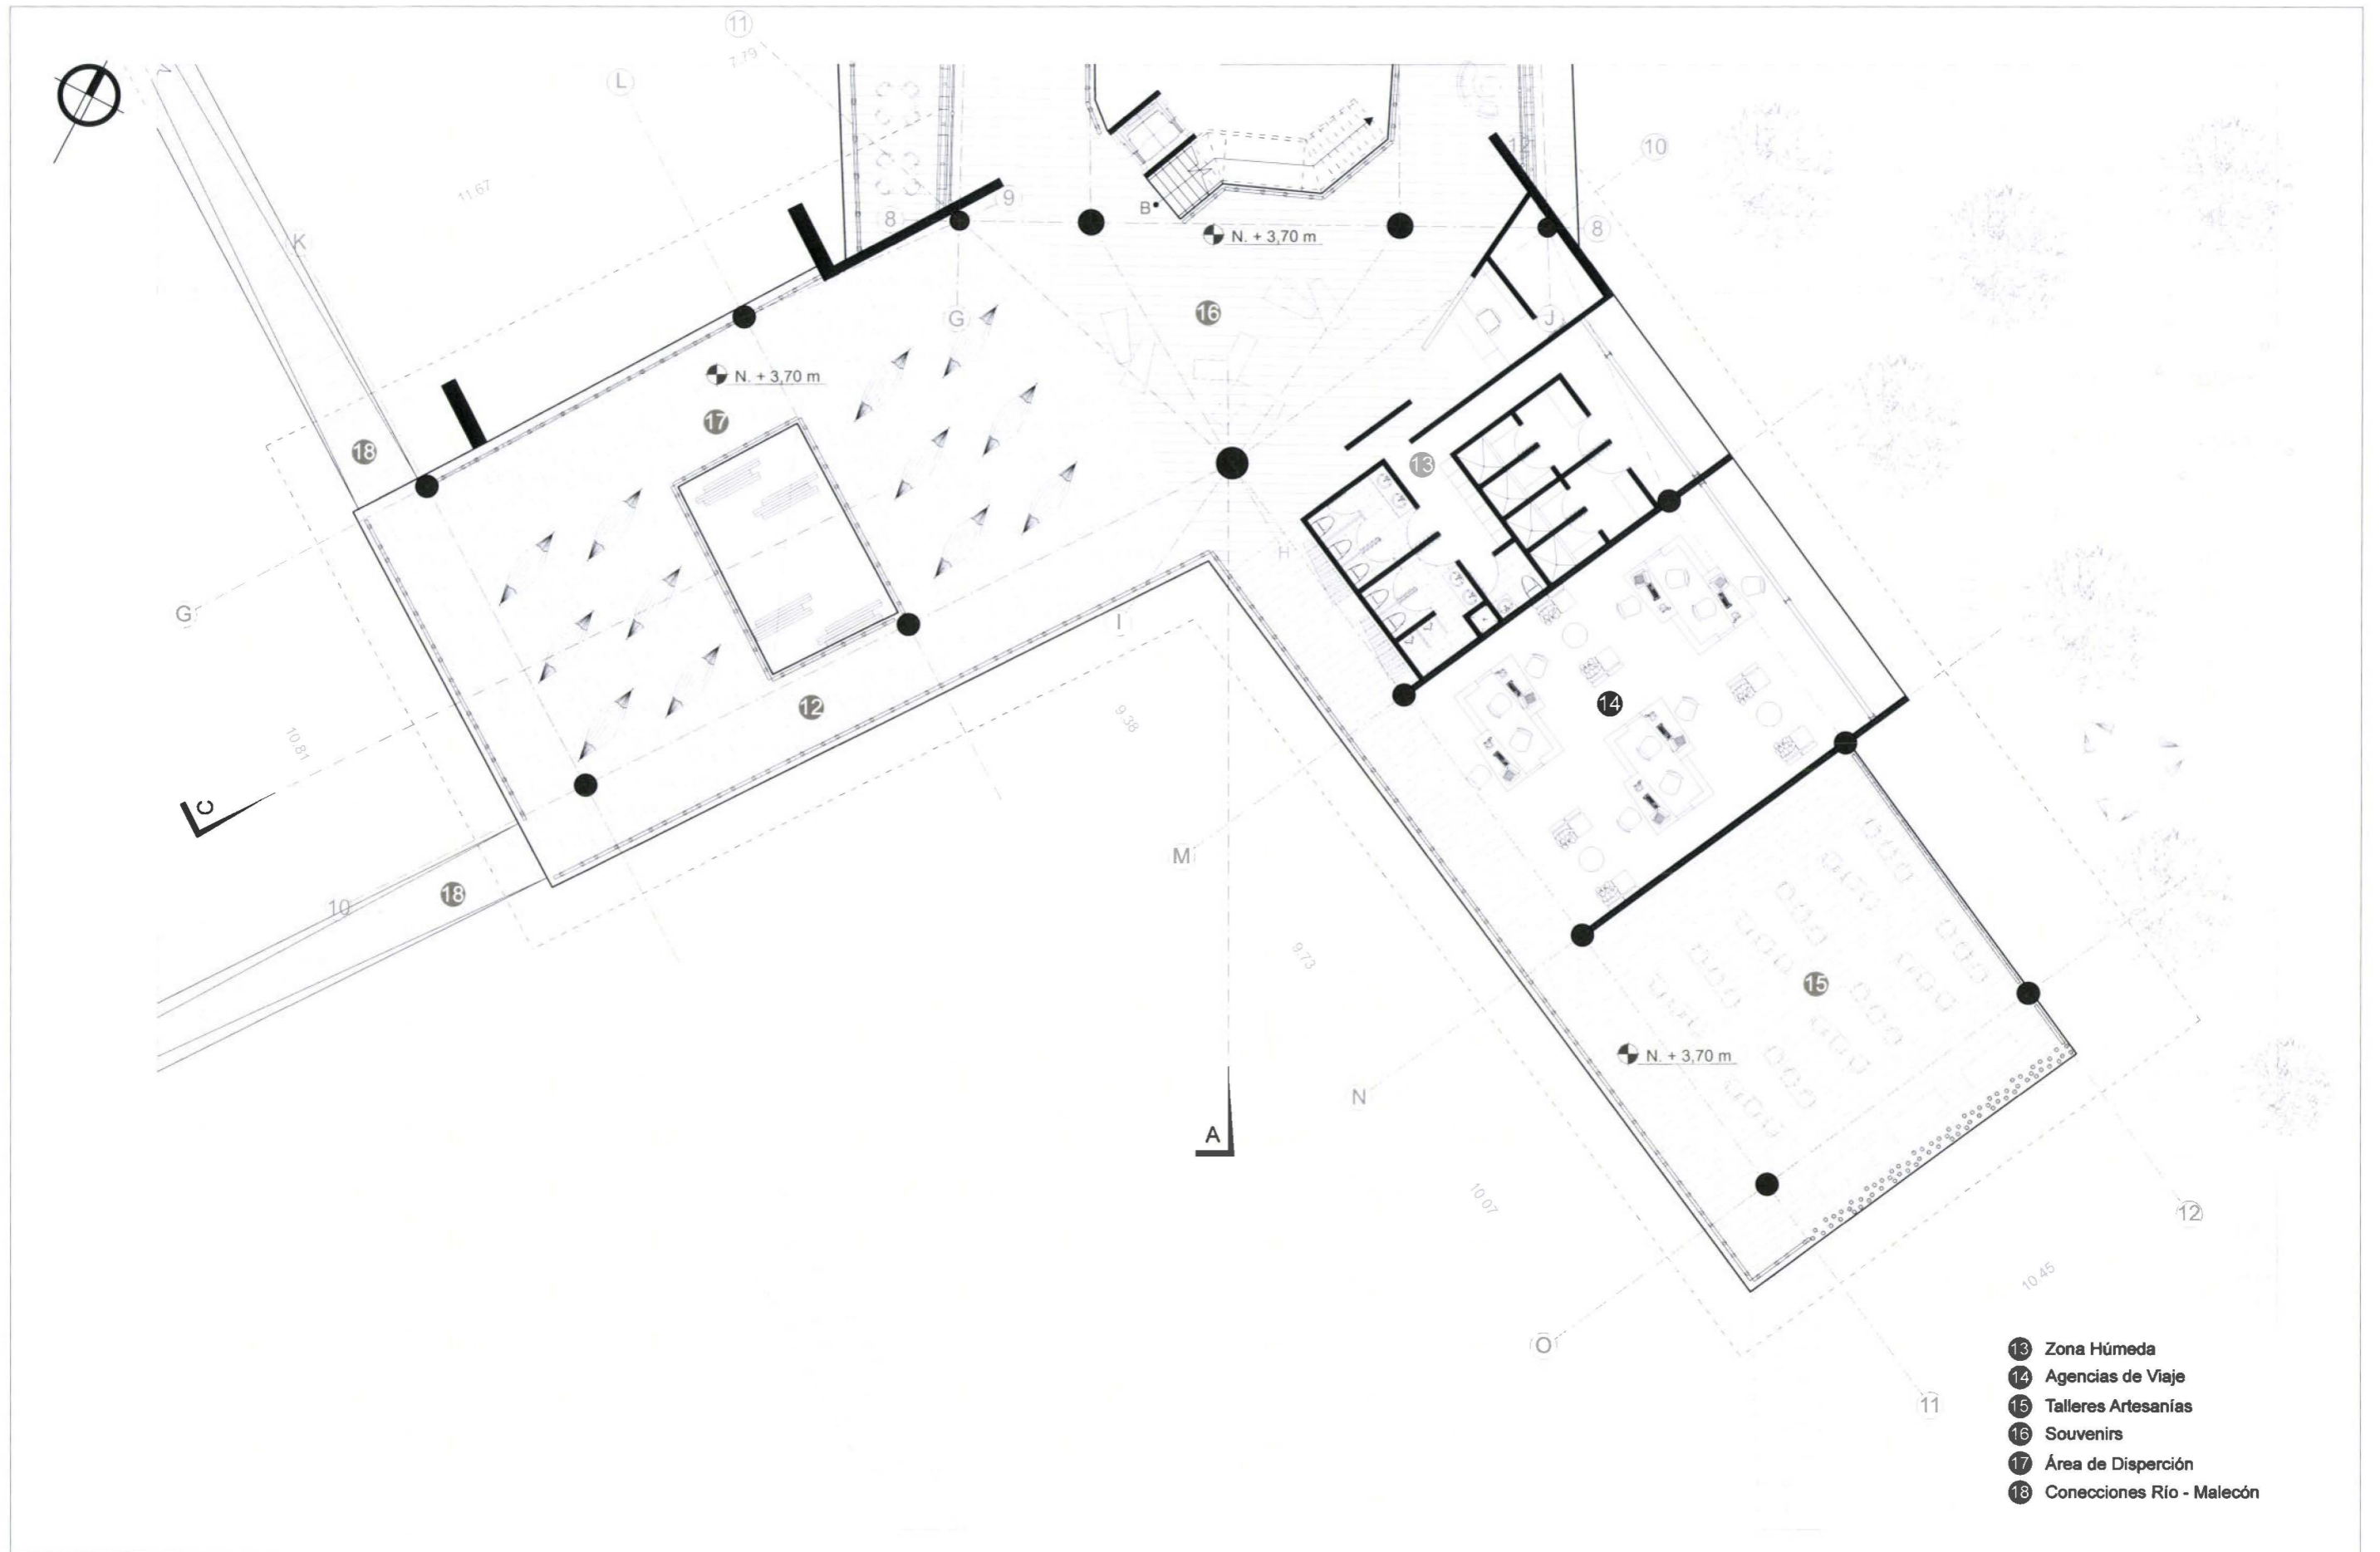 11
7.79
L
11.67
K
10
12
9
8
B
8
N. + 3,70 m
G
J
16
N. + 3,70 m
17
18
13
H
G
I
14
12
9.38
10.81
C
M
18
10
9.73
15
N. + 3,70 m
N
A
10.07
12
10.45
O
11
13 Zona Húmeda
14 Agencias de Viaje
15 Talleres Artesanías
16 Souvenirs
17 Área de Disperción
18 Conecciones Río - Malecón